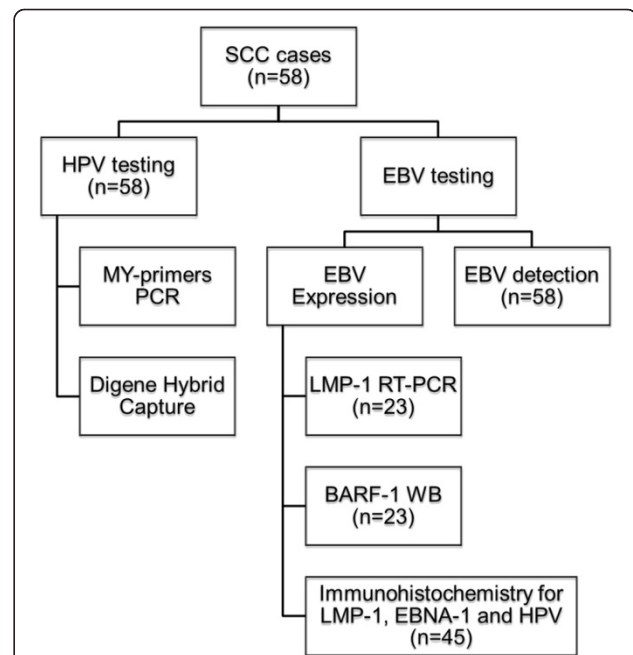 SCC cases
(n=58)
HPV testing
(n=58)
EBV testing
MY-primers
PCR
EBV
Expression
EBV detection
(n=58)
Digene Hybrid
Capture
LMP-1 RT-PCR
(n=23)
BARF-1 WB
(n=23)
Immunohistochemistry for
LMP-1, EBNA-1 and HPV
(n=45)